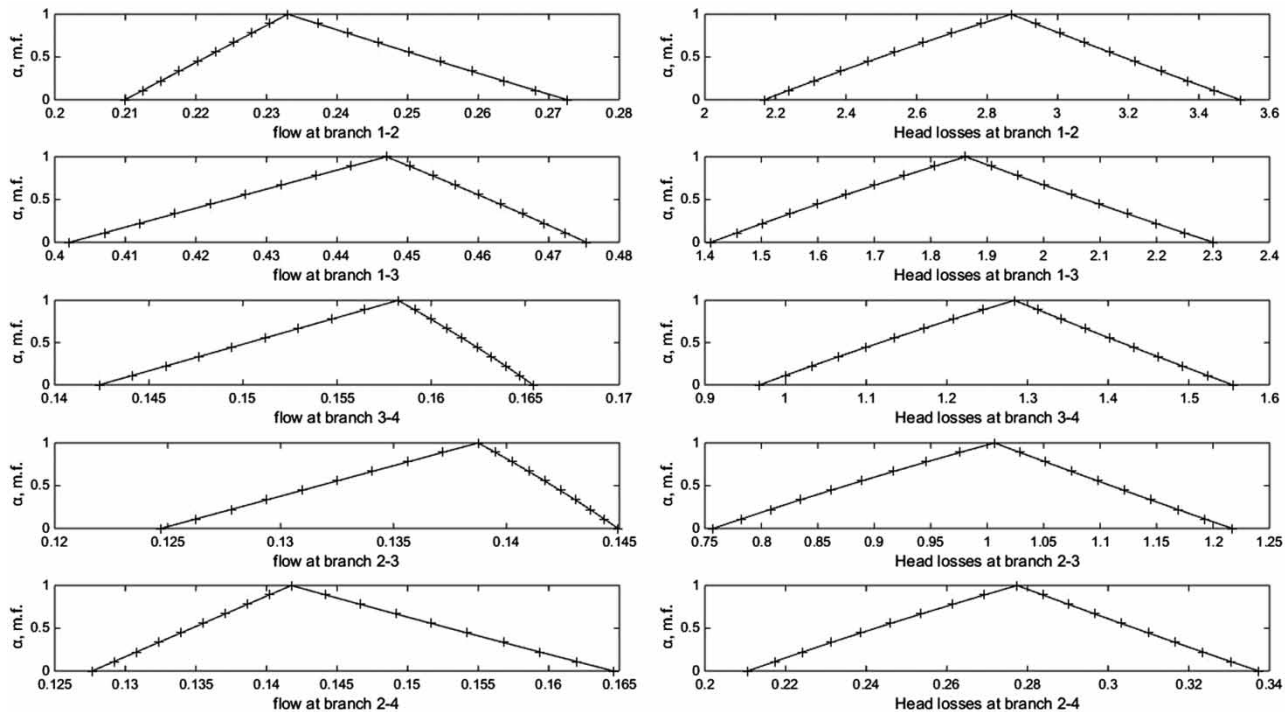 1
0.5
0
α, m.f.
0.2 0.21 0.22 0.23 0.24 0.25 0.26 0.27 0.28
flow at branch 1-2
1
0.5
0
α, m.f.
2 2.2 2.4 2.6 2.8 3 3.2 3.4 3.6
Head losses at branch 1-2
1
0.5
0
α, m.f.
0.4 0.41 0.42 0.43 0.44 0.45 0.46 0.47 0.48
flow at branch 1-3
1
0.5
0
α, m.f.
1.4 1.5 1.6 1.7 1.8 1.9 2 2.1 2.2 2.3 2.4
Head losses at branch 1-3
1
0.5
0
α, m.f.
0.14 0.145 0.15 0.155 0.16 0.165 0.17
flow at branch 3-4
1
0.5
0
α, m.f.
0.9 1 1.1 1.2 1.3 1.4 1.5 1.6
Head losses at branch 3-4
1
0.5
0
α, m.f.
0.12 0.125 0.13 0.135 0.14 0.145
flow at branch 2-3
1
0.5
0
α, m.f.
0.75 0.8 0.85 0.9 0.95 1 1.05 1.1 1.15 1.2 1.25
Head losses at branch 2-3
1
0.5
0
α, m.f.
0.125 0.13 0.135 0.14 0.145 0.15 0.155 0.16 0.165
flow at branch 2-4
1
0.5
0
α, m.f.
0.2 0.22 0.24 0.26 0.28 0.3 0.32 0.34
Head losses at branch 2-4